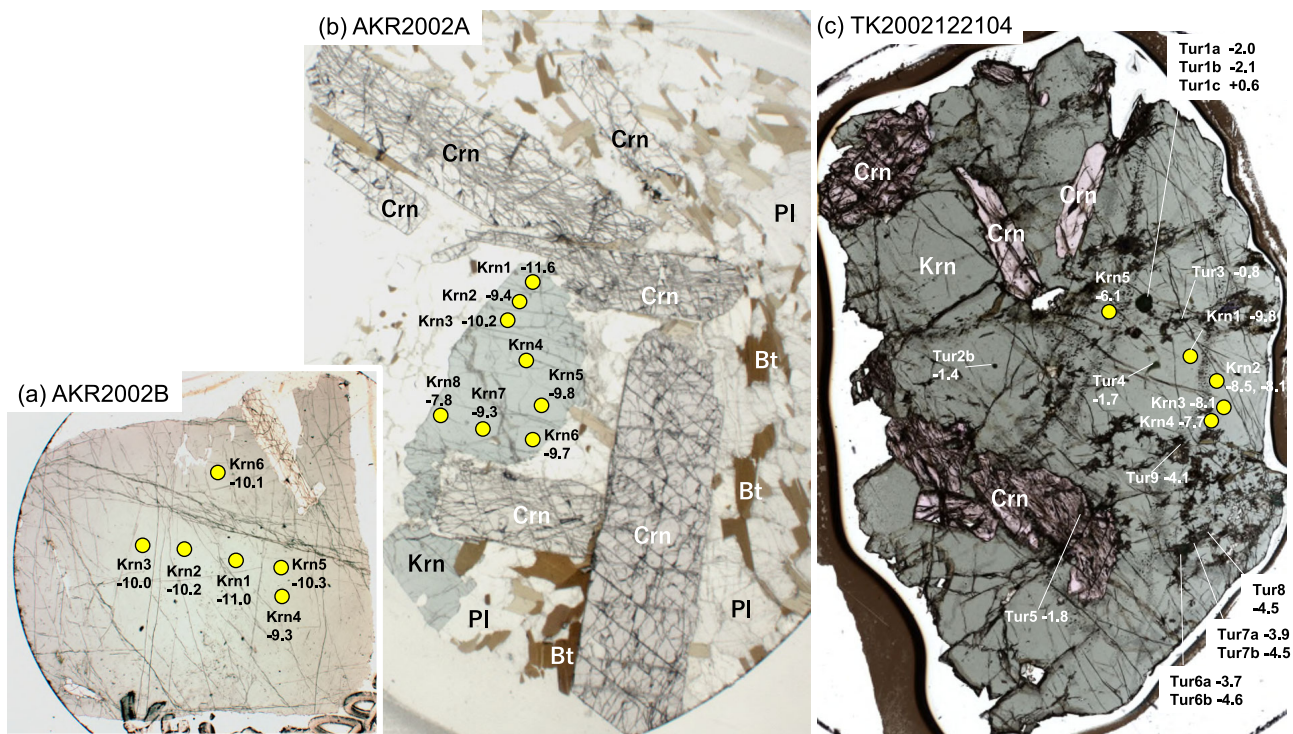 (a) AKR2002B
Krn6
-10.1
Krn3
-10.0
Krn2
-10.2
Krn1
-11.0
Krn5
-10.3
Krn4
-9.3
(b) AKR2002A
Crn
Crn
Crn
Pl
Krn1 -11.6
Krn2 -9.4
Krn3 -10.2
Crn
Krn4
Bt
Krn5
-9.8
Krn8
-7.8
Krn7
-9.3
Krn6
-9.7
Bt
Crn
Crn
Krn
Pl
Pl
Bt
(c) TK2002122104
Tur1a -2.0
Tur1b -2.1
Tur1c +0.6
Crn
Crn
Crn
Krn
Krn5
-6.1
Tur3 -0.8
Krn1 -9.8
Tur2b
-1.4
Tur4
-1.7
Krn2
-8.5, -8.1
Krn3 -8.1
Krn4 -7.7
Tur9 -4.1
Crn
Tur5 -1.8
Tur8
-4.5
Tur7a -3.9
Tur7b -4.5
Tur6a -3.7
Tur6b -4.6